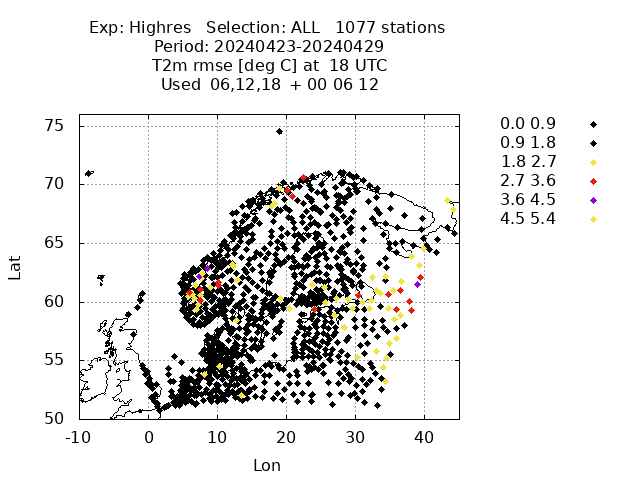 Exp: Highres   Selection: ALL   1077 stations
Period: 20240423-20240429
T2m rmse [deg C] at  18 UTC
Used  06,12,18  + 00 06 12
0.0 0.9
0.9 1.8
1.8 2.7
2.7 3.6
3.6 4.5
4.5 5.4
75
70
65
60
55
50
Lat
-10 0 10 20 30 40
Lon